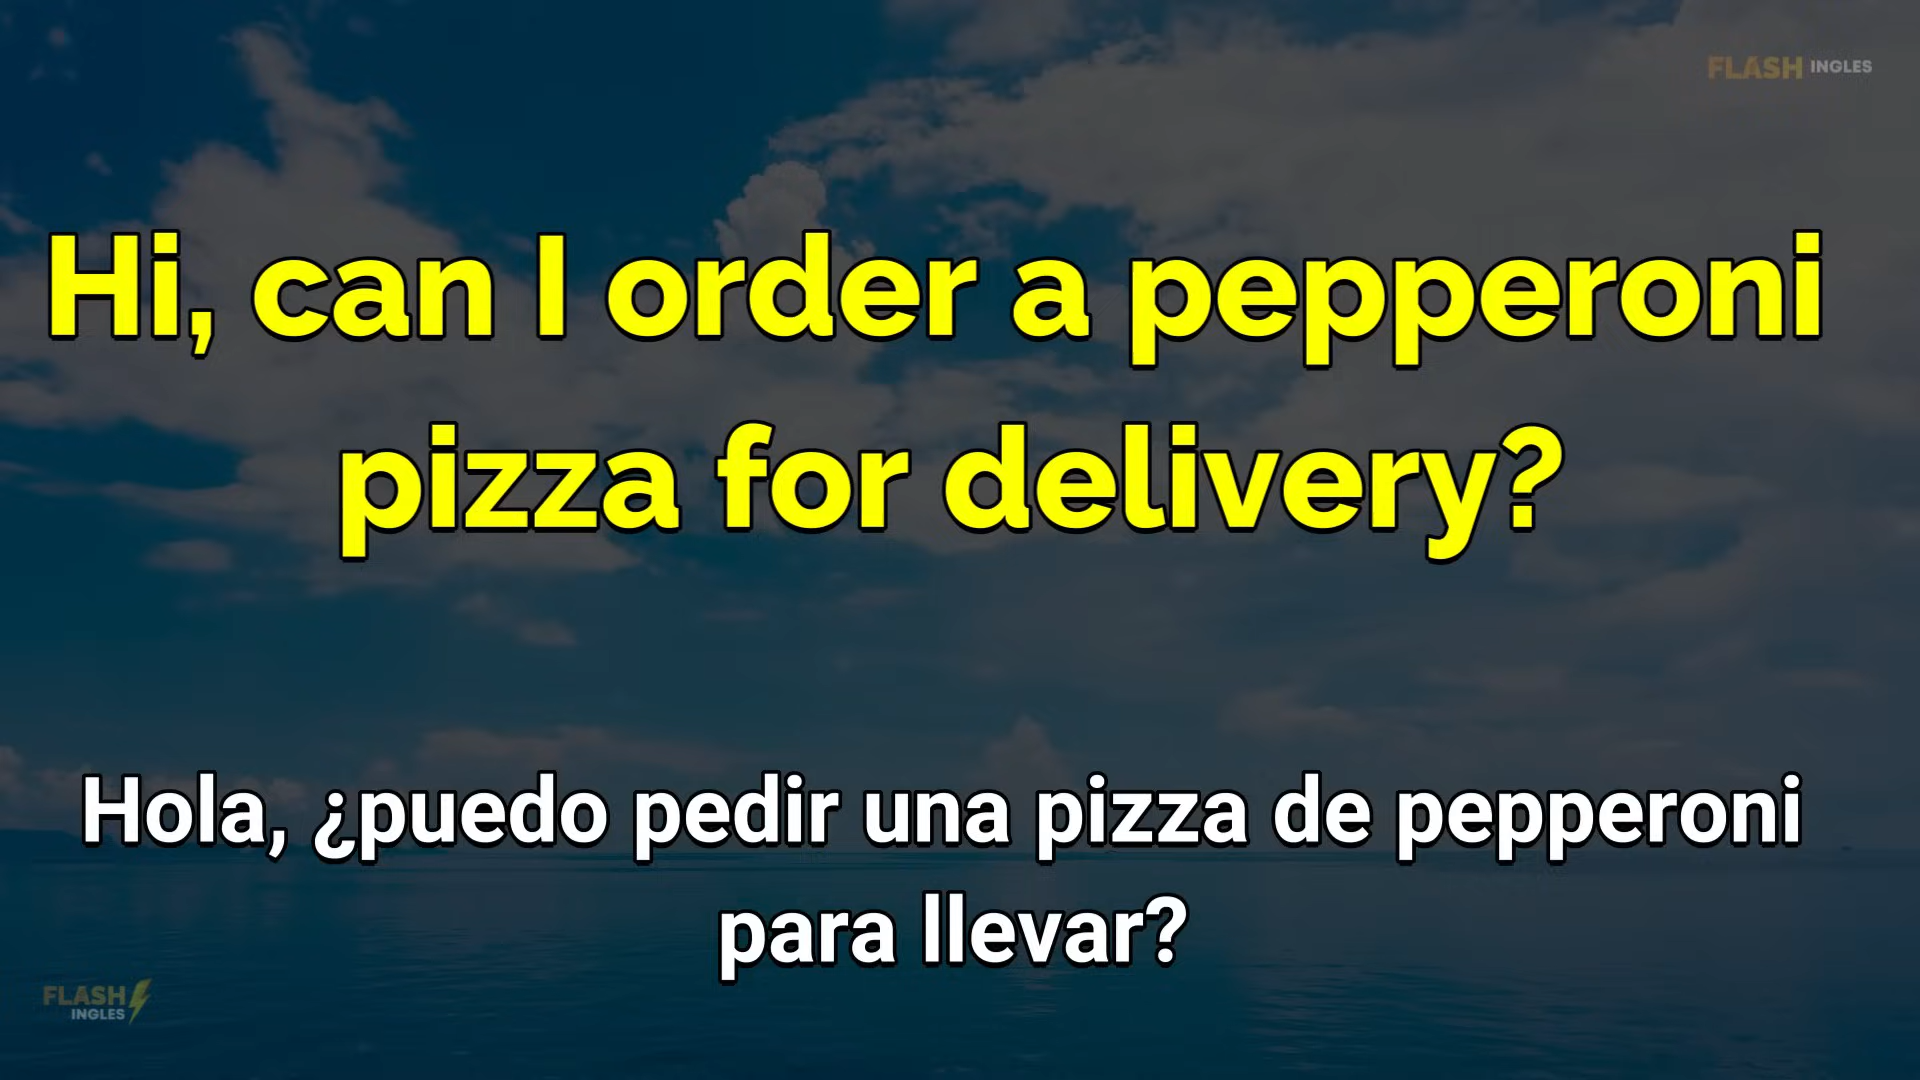 FLASH INGLES
Hi, can I order a pepperoni
pizza for delivery?
Hola, ¿puedo pedir una pizza de pepperoni
para llevar?
FLASH
INGLES